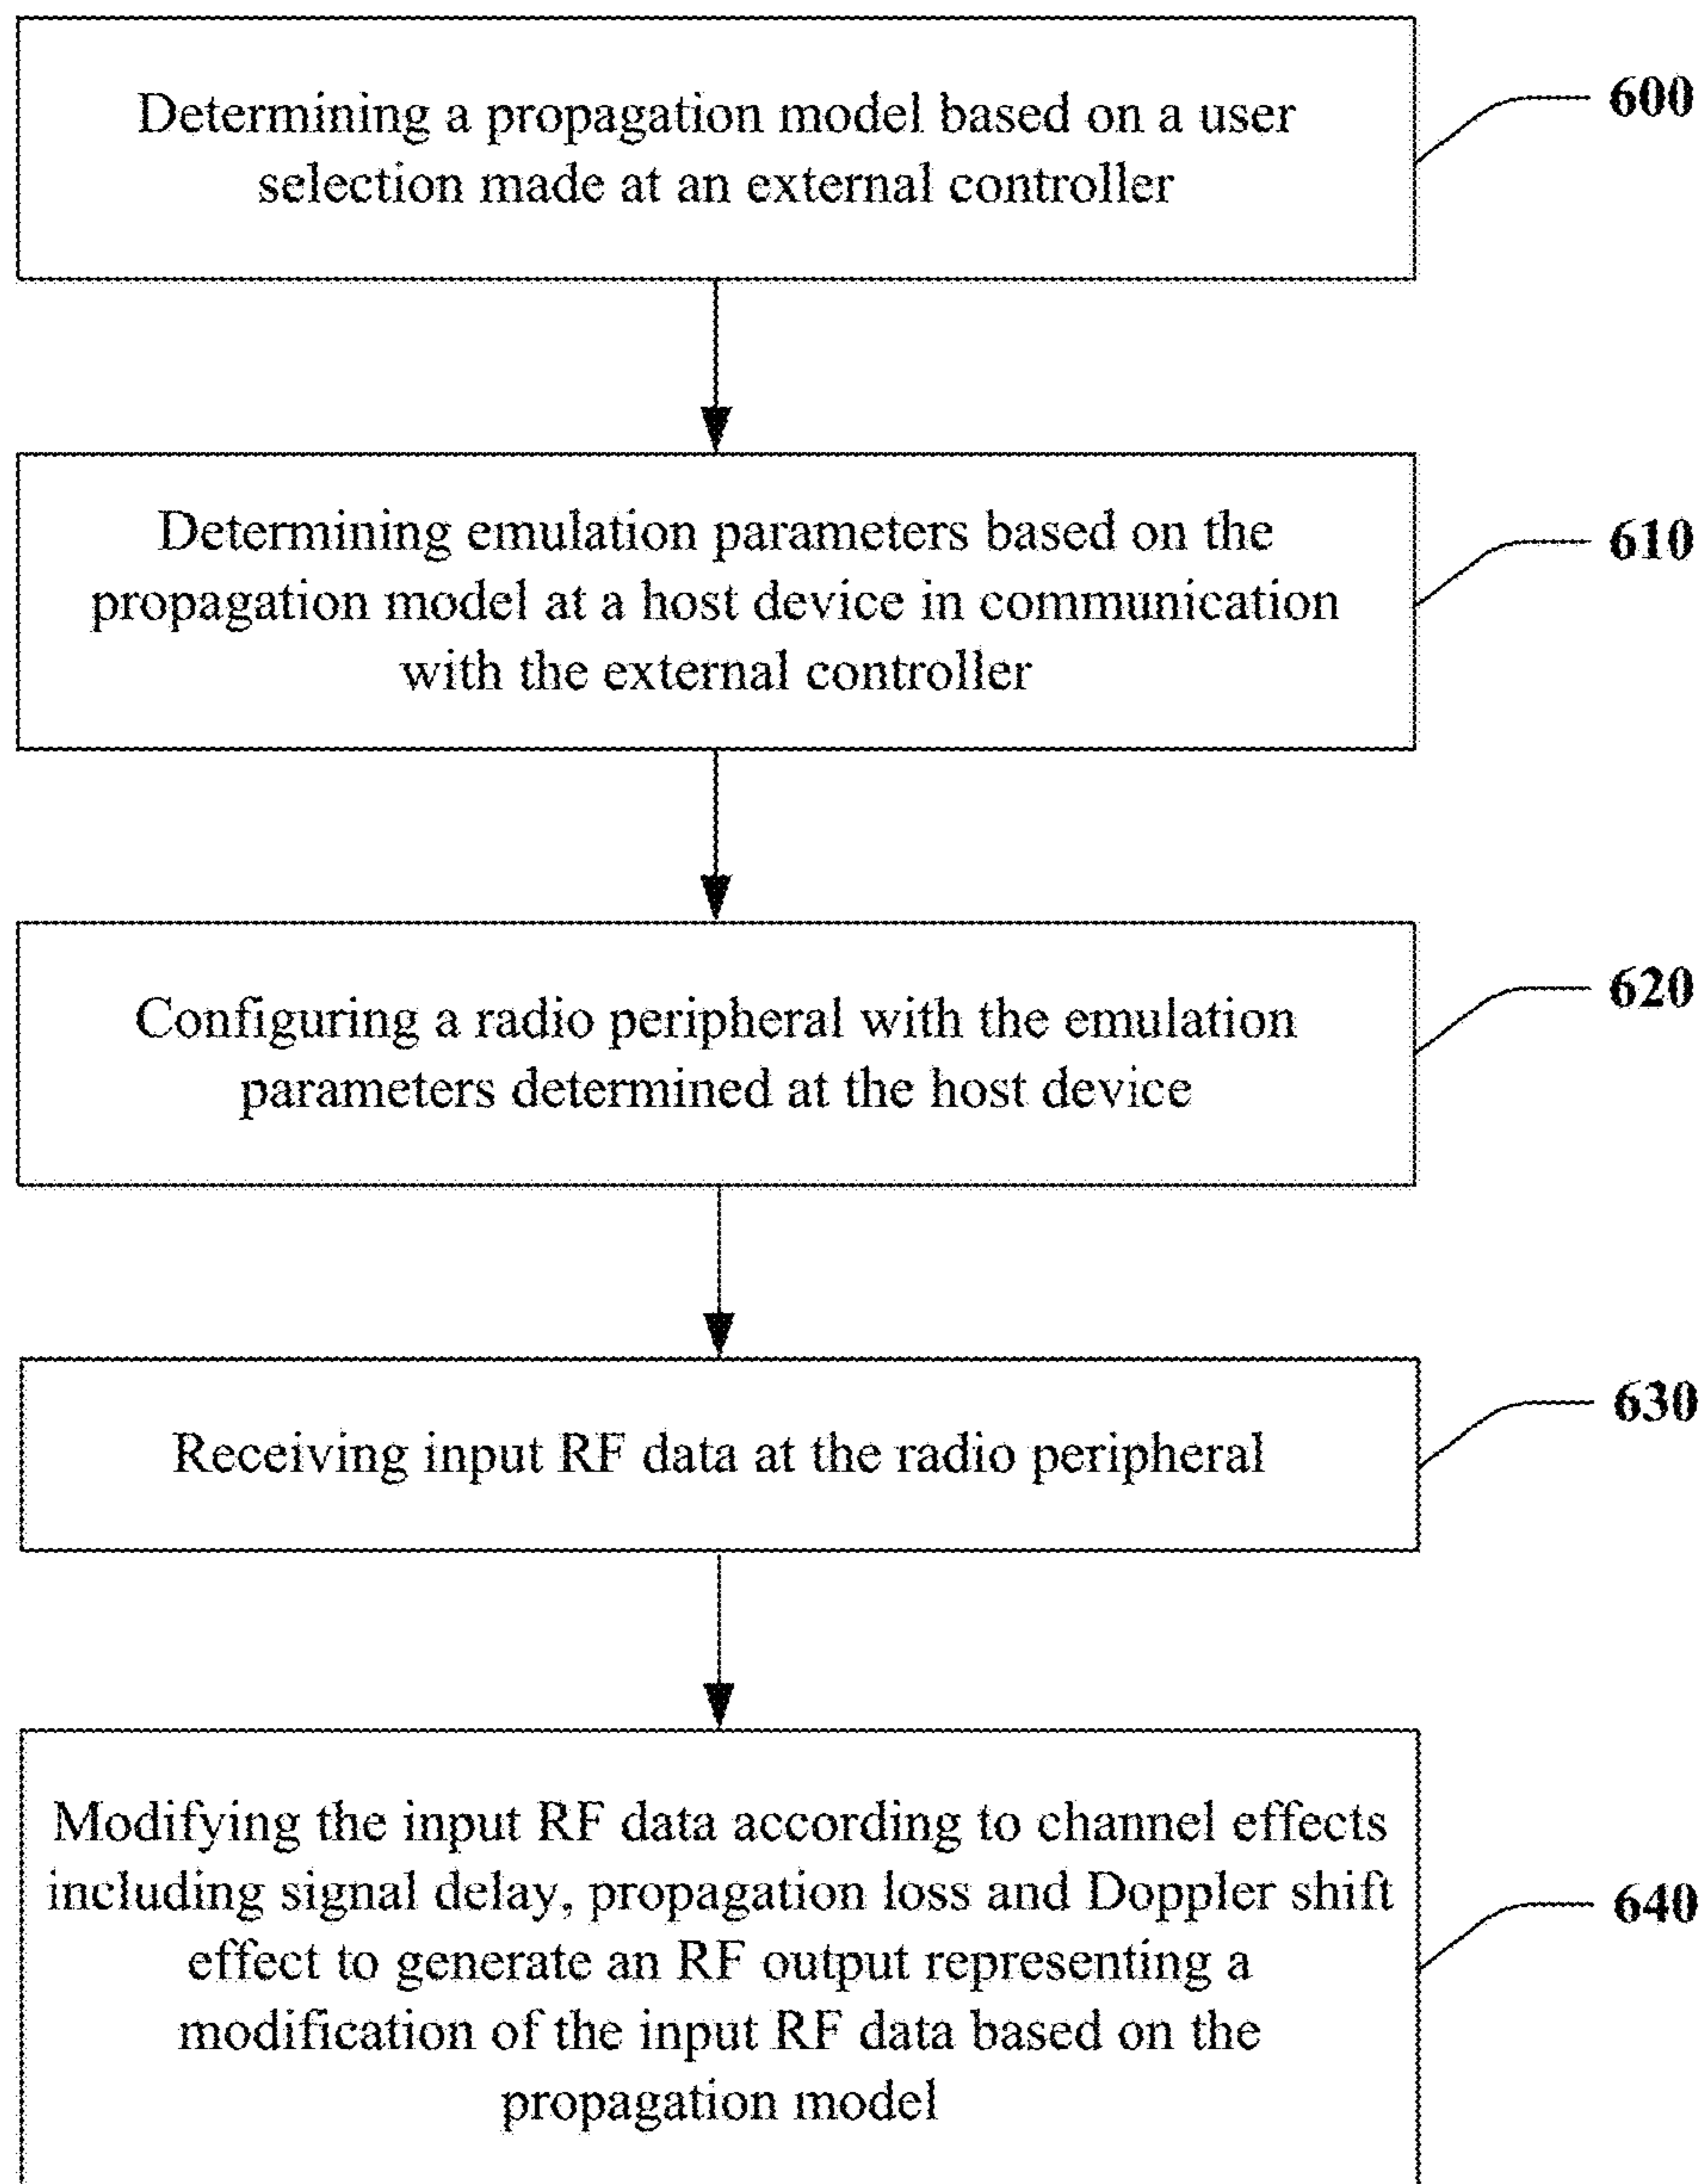 Determining a propagation model based on a user
selection made at an external controller
600
Determining emulation parameters based on the
propagation model at a host device in communication
with the external controller
610
Configuring a radio peripheral with the emulation
parameters determined at the host device
620
Receiving input RF data at the radio peripheral
630
Modifying the input RF data according to channel effects
including signal delay, propagation loss and Doppler shift
effect to generate an RF output representing a
modification of the input RF data based on the
propagation model
640